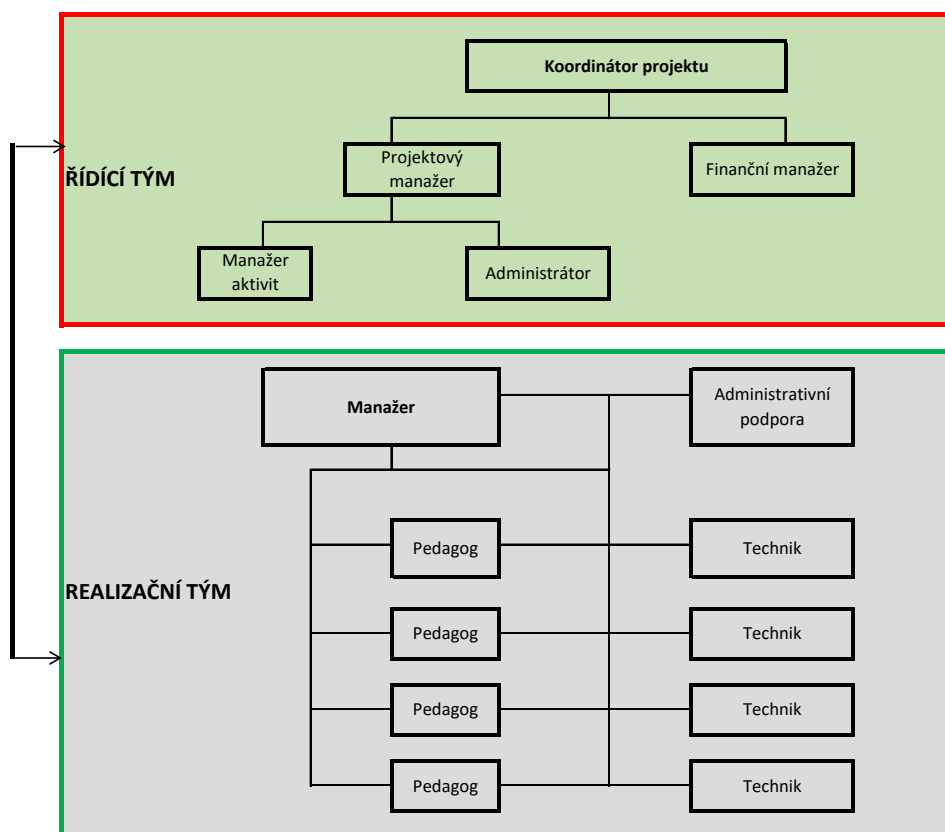 Koordinátor projektu
Projektový
manažer
Finanční manažer
ŘÍDÍCÍ TÝM
Manažer
aktivit
Administrátor
Manažer
Administrativní
podpora
Pedagog
Technik
REALIZAČNÍ TÝM
Pedagog
Technik
Pedagog
Technik
Pedagog
Technik